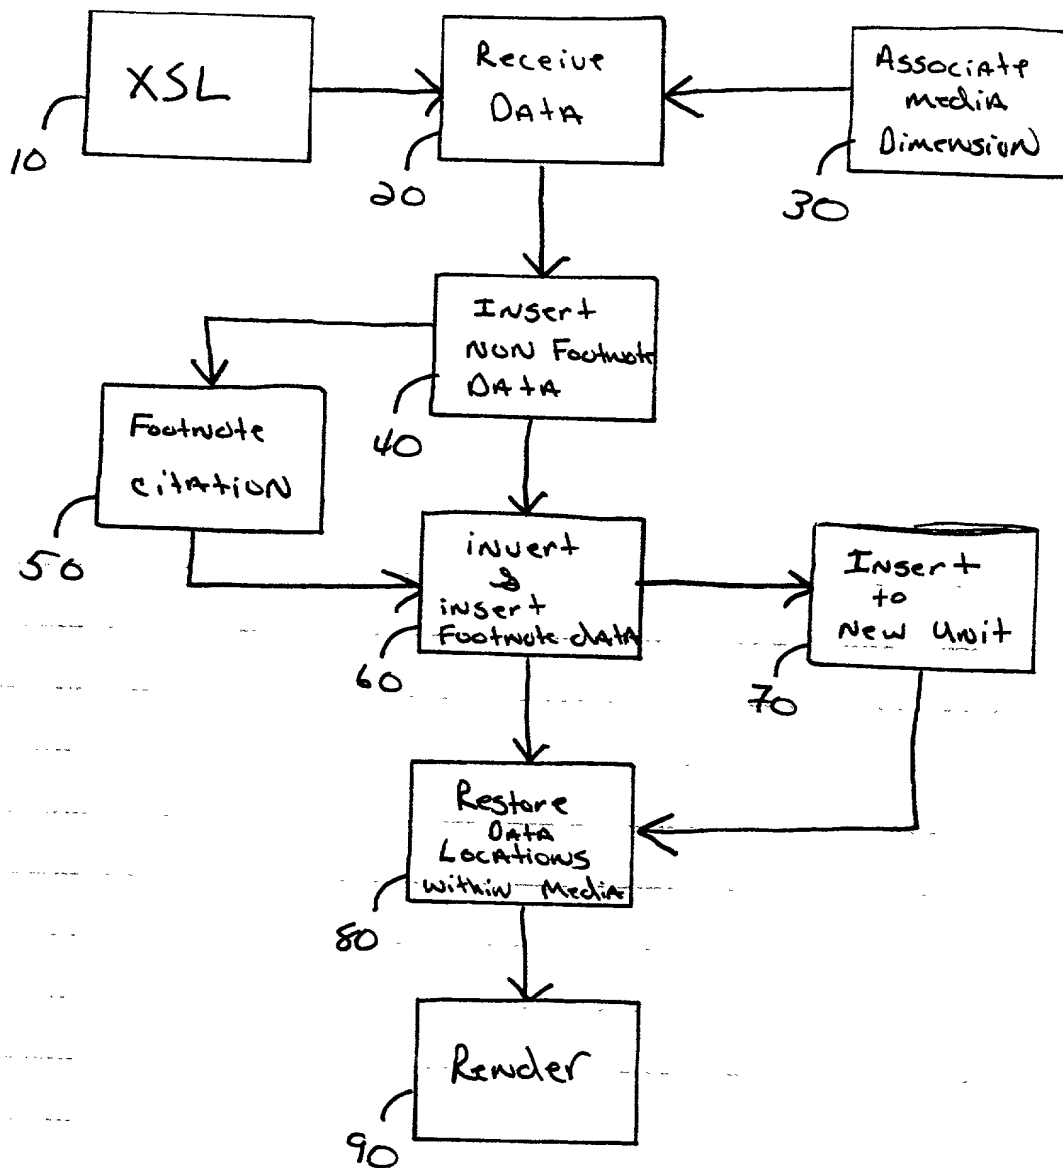 XSL
10
Receive
DATA
20
Associate
Media
Dimension
30
Insert
NON Footnote
DATA
40
Footnote
citation
50
invert
&
insert
Footnote data
60
Insert
to
New Unit
70
Restore
DATA
Locations
within Media
80
Render
90